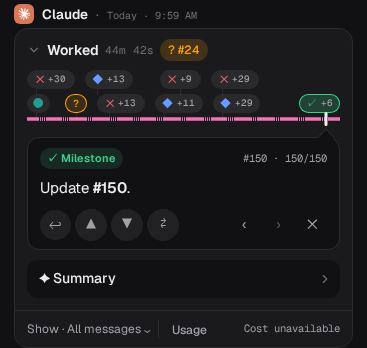 Claude · Today · 9:59 AM
Worked 44m 42s ? #24
✕ +30 ◆ +13 ✕ +9 ✕ +29
? ✕ +13 ◆ +11 ◆ +29 ✓ +6
✓ Milestone #150 · 150/150
Update #150.
Summary
Show · All messages Usage Cost unavailable